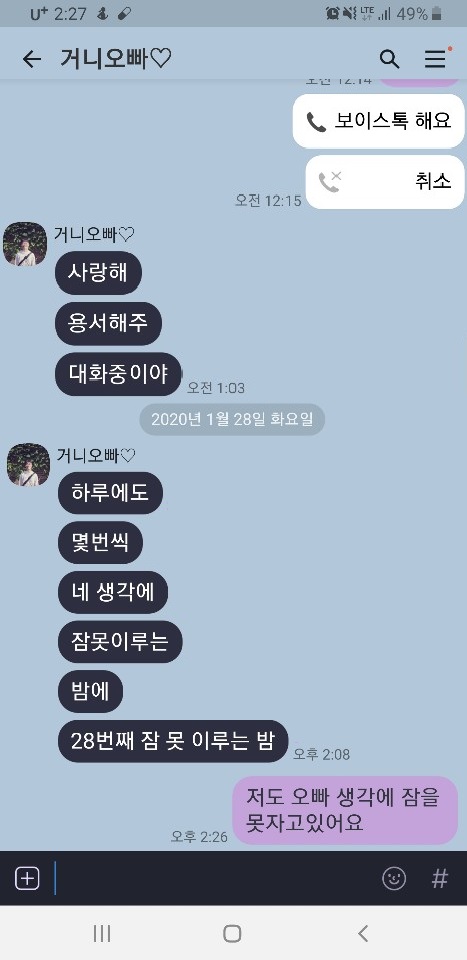 U+ 2:27 LTE 49%
거니오빠♡
오전 12:14
보이스톡 해요
취소
오전 12:15
거니오빠♡
사랑해
용서해주
대화중이야
오전 1:03
2020년 1월 28일 화요일
거니오빠♡
하루에도
몇번씩
네 생각에
잠못이루는
밤에
28번째 잠 못 이루는 밤
오후 2:08
저도 오빠 생각에 잠을
못자고있어요
오후 2:26
#